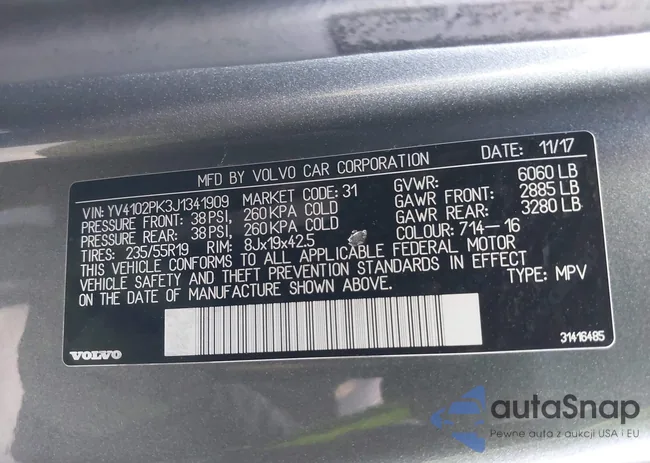 MFD BY VOLVO CAR CORPORATION DATE: 11/17
VIN: YV4102PK3J1341909 MARKET CODE: 31 GVWR: 6060 LB
PRESSURE FRONT: 38 PSI, 260 KPA COLD GAWR FRONT: 2885 LB
PRESSURE REAR: 38 PSI, 260 KPA COLD GAWR REAR: 3280 LB
TIRES: 235/55R19 RIM: 8Jx19x42.5 COLOUR: 714-16
THIS VEHICLE CONFORMS TO ALL APPLICABLE FEDERAL MOTOR
VEHICLE SAFETY AND THEFT PREVENTION STANDARDS IN EFFECT
ON THE DATE OF MANUFACTURE SHOWN ABOVE. TYPE: MPV
VOLVO 31416485
autaSnap
Pewne auta z aukcji USA i EU